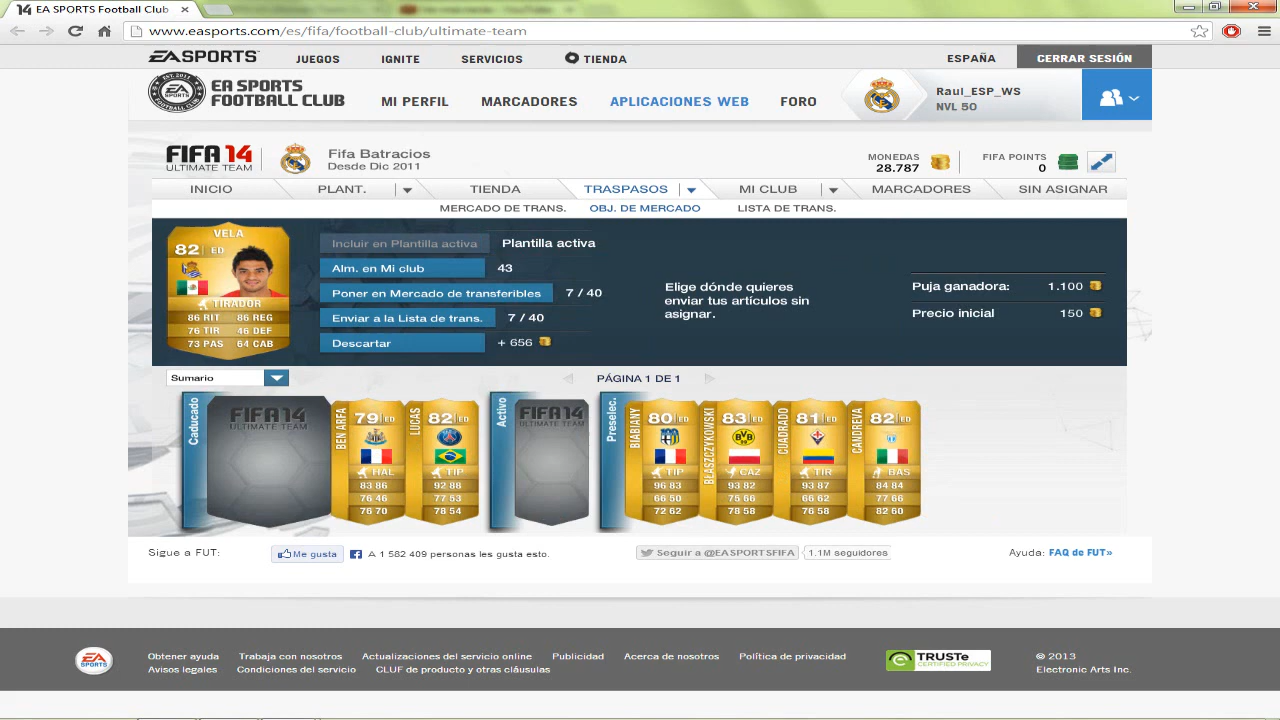 14 EA SPORTS Football Club
www.easports.com/es/fifa/football-club/ultimate-team
EA SPORTS™ JUEGOS IGNITE SERVICIOS TIENDA ESPAÑA CERRAR SESIÓN
EST. 2011 EA SPORTS
EA SPORTS FOOTBALL CLUB
MI PERFIL MARCADORES APLICACIONES WEB FORO
Raul_ESP_WS
NVL 50
FIFA 14
ULTIMATE TEAM
Fifa Batracios
Desde Dic 2011
MONEDAS
28.787
FIFA POINTS
0
INICIO PLANT. TIENDA TRASPASOS MI CLUB MARCADORES SIN ASIGNAR
MERCADO DE TRANS. OBJ. DE MERCADO LISTA DE TRANS.
VELA
82 ED
TIRADOR
86 RIT 86 REG
76 TIR 46 DEF
73 PAS 64 CAB
Incluir en Plantilla activa Plantilla activa
Alm. en Mi club 43
Poner en Mercado de transferibles 7 / 40
Enviar a la Lista de trans. 7 / 40
Descartar + 656
Elige dónde quieres
enviar tus artículos sin
asignar.
Puja ganadora: 1.100
Precio inicial 150
Sumario
PÁGINA 1 DE 1
Caducado
FIFA 14
ULTIMATE TEAM
BEN ARFA
79 ED
HAL
83 86
76 46
76 70
LUCAS
82 ED
TIP
92 88
77 53
78 54
Activo
FIFA 14
ULTIMATE TEAM
Preselec.
BIABIANY
80 ED
TIP
96 83
66 50
72 62
BŁASZCZYKOWSKI
83 ED
BVB 09
CAZ
93 82
75 66
78 58
CUADRADO
81 ED
TIR
93 87
66 62
76 58
CANDREVA
82 ED
BAS
84 84
77 66
82 60
Sigue a FUT:
Me gusta
A 1 582 409 personas les gusta esto.
Seguir a @EASPORTSFIFA
1.1M seguidores
Ayuda: FAQ de FUT»
EA SPORTS
Obtener ayuda Trabaja con nosotros Actualizaciones del servicio online Publicidad Acerca de nosotros Política de privacidad
Avisos legales Condiciones del servicio CLUF de producto y otras cláusulas
TRUSTe
CERTIFIED PRIVACY
© 2013
Electronic Arts Inc.